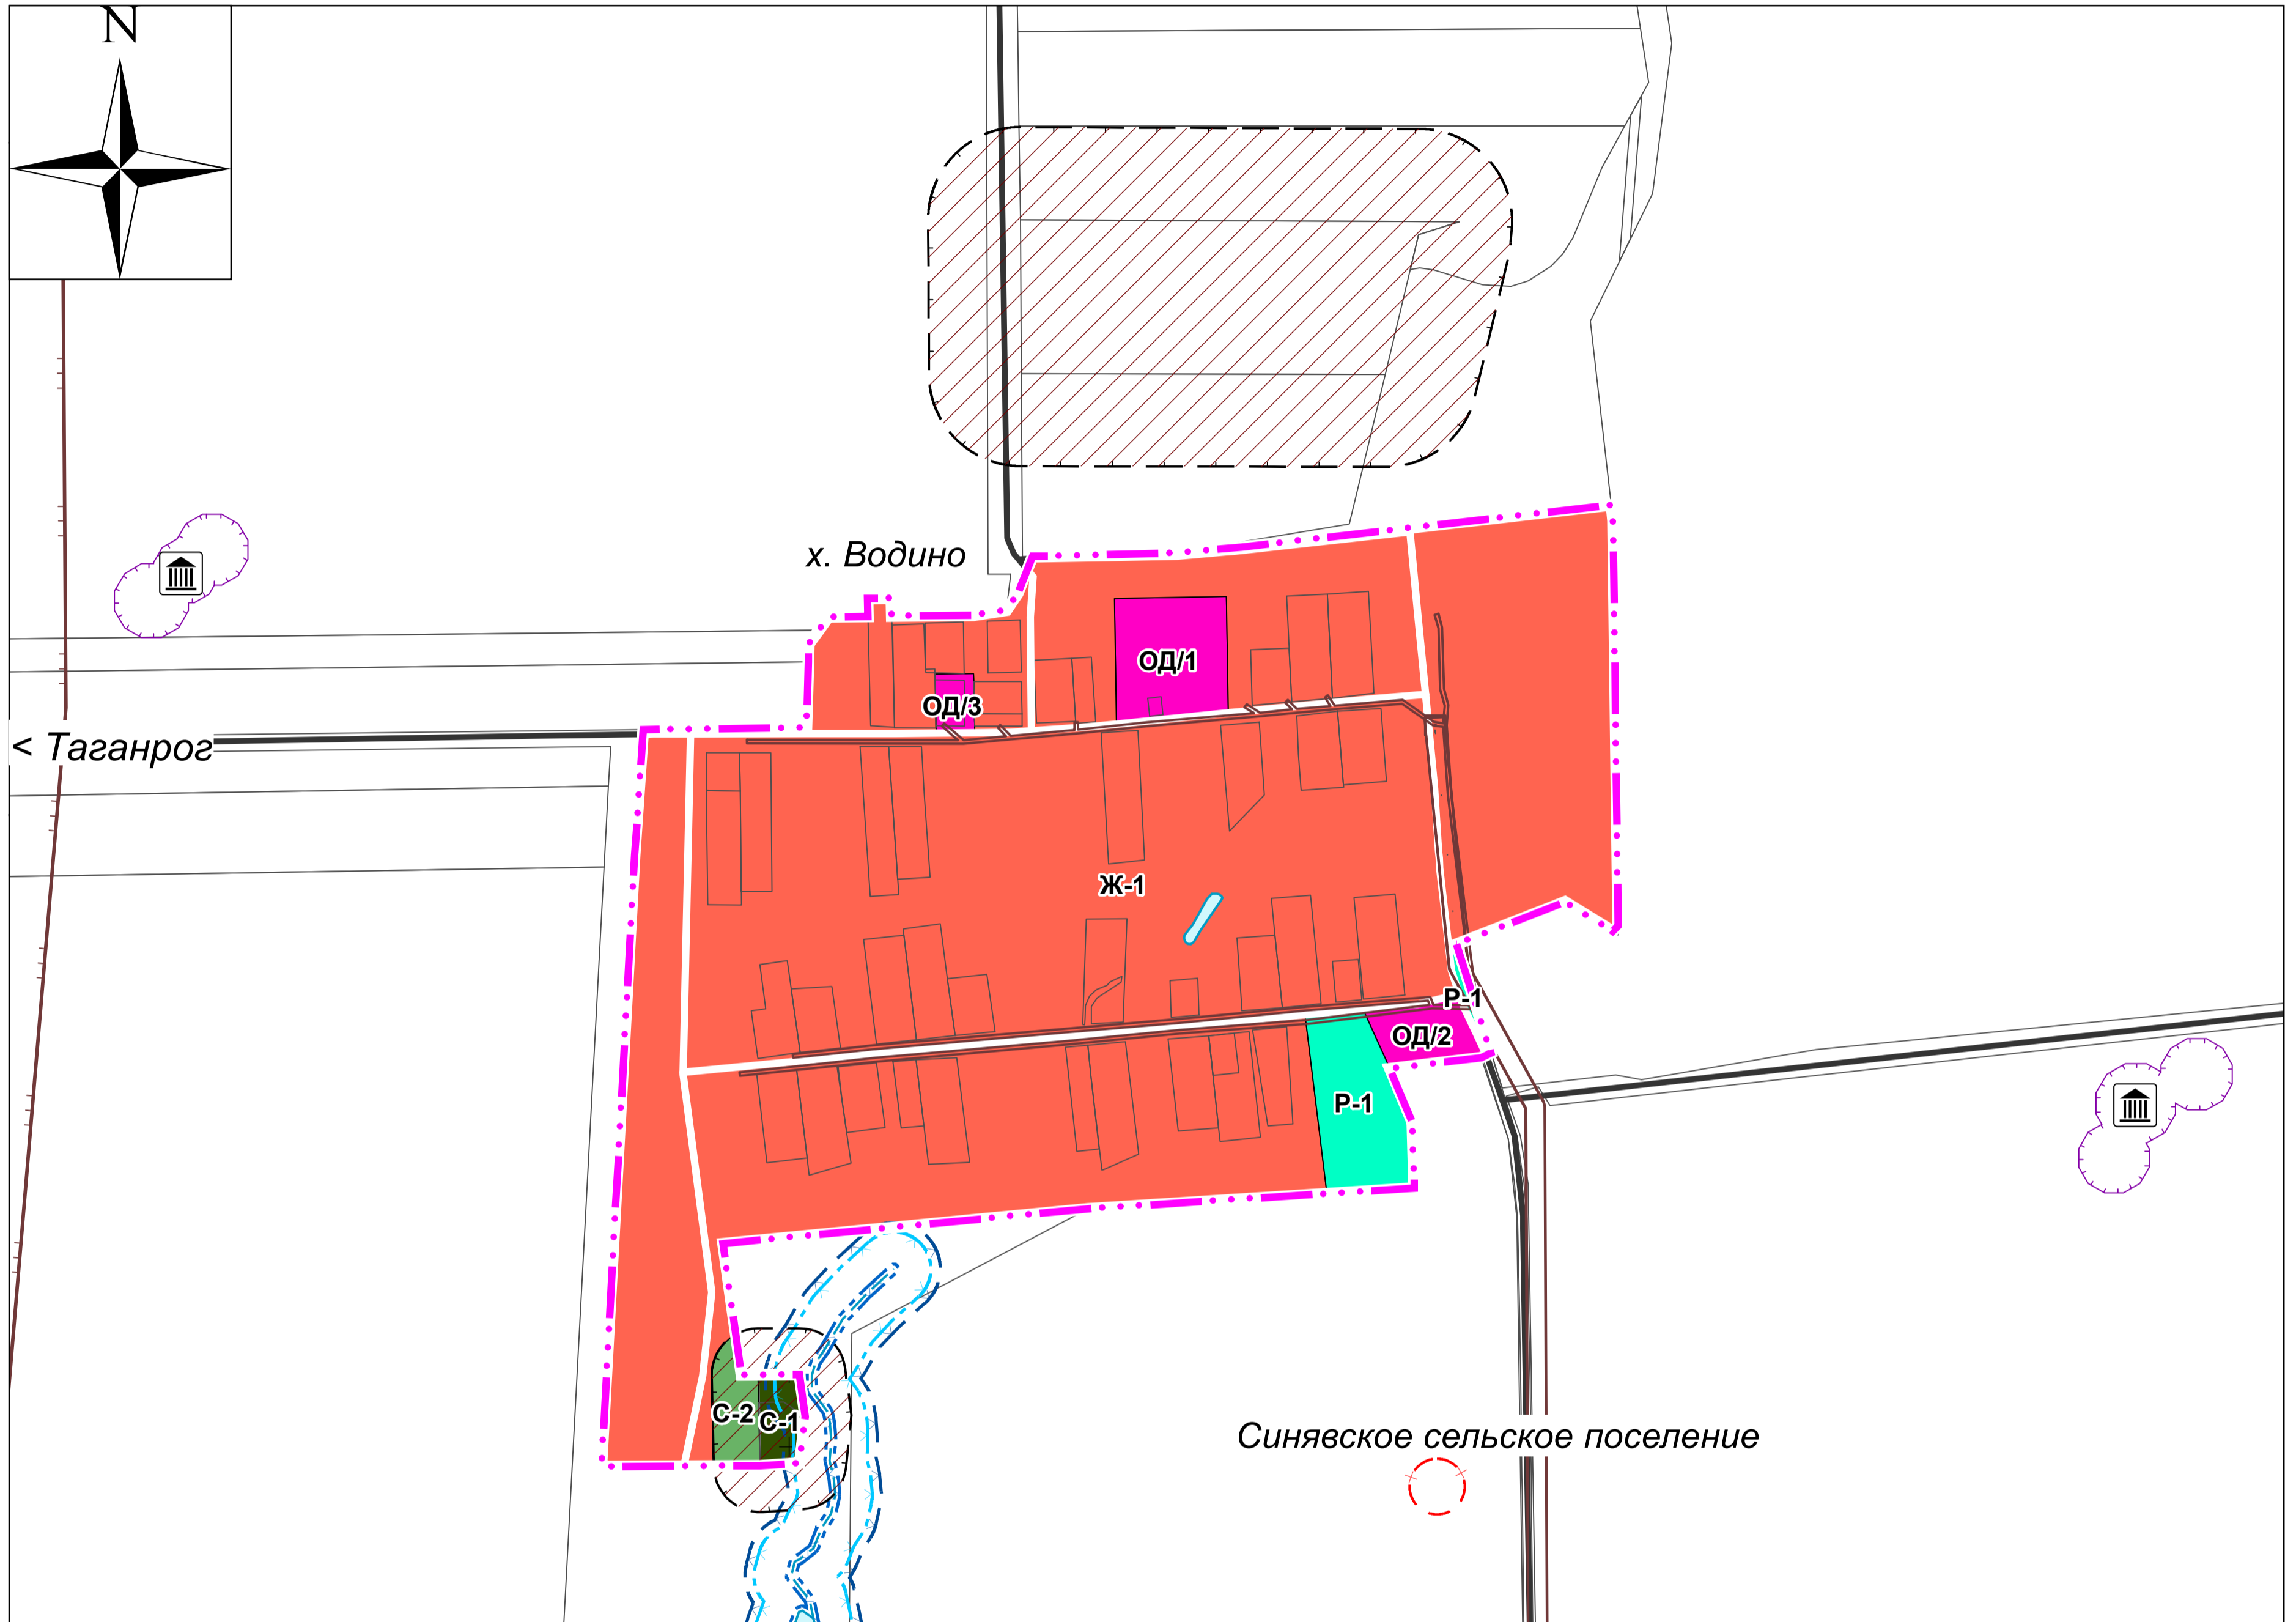 N
х. Водино
ОД/1
ОД/3
< Таганрог
Ж-1
Р-1
ОД/2
Р-1
С-2
С-1
Синявское сельское поселение